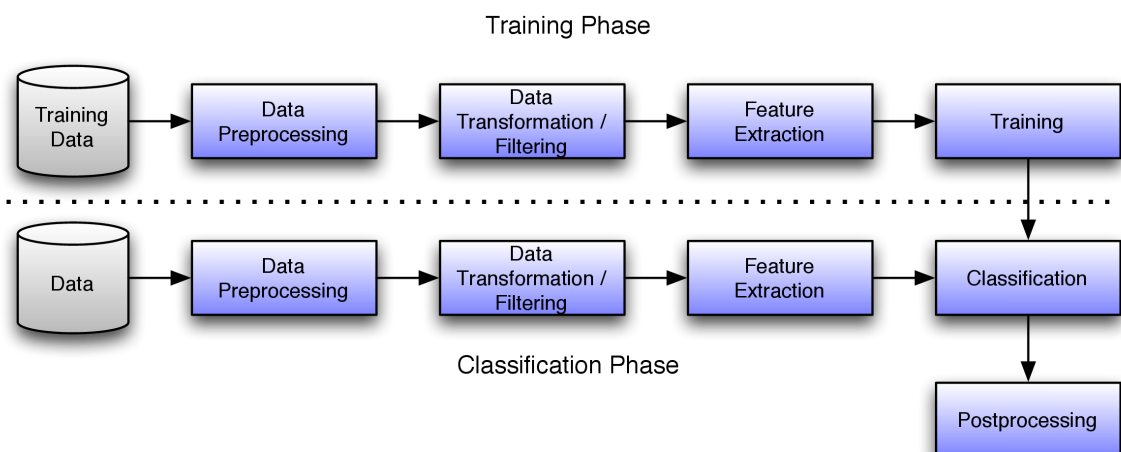 Training Phase
Training
Data
Data
Preprocessing
Data
Transformation /
Filtering
Feature
Extraction
Training
Data
Data
Preprocessing
Data
Transformation /
Filtering
Feature
Extraction
Classification
Classification Phase
Postprocessing